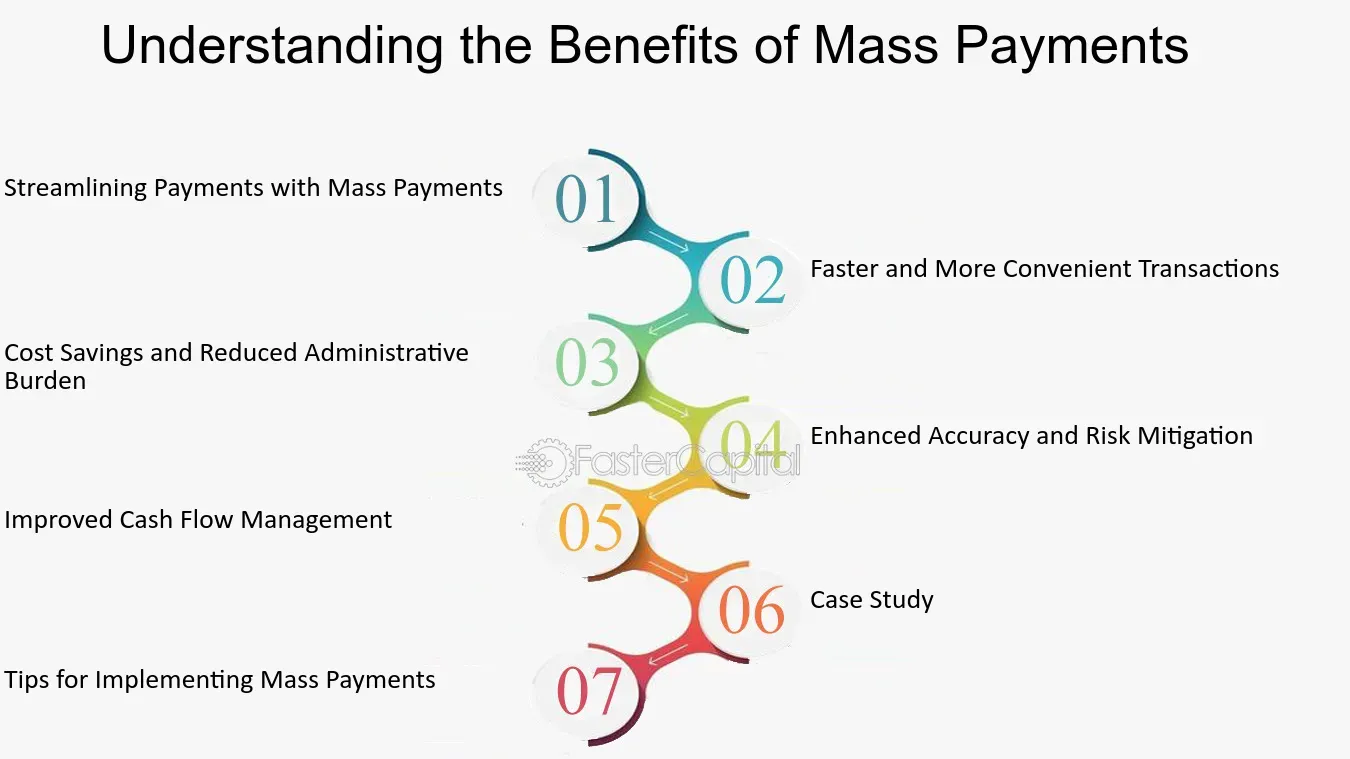 Understanding the Benefits of Mass Payments
Streamlining Payments with Mass Payments
01
02
Faster and More Convenient Transactions
Cost Savings and Reduced Administrative
Burden
03
04
Enhanced Accuracy and Risk Mitigation
FasterCapital
Improved Cash Flow Management
05
06
Case Study
Tips for Implementing Mass Payments
07